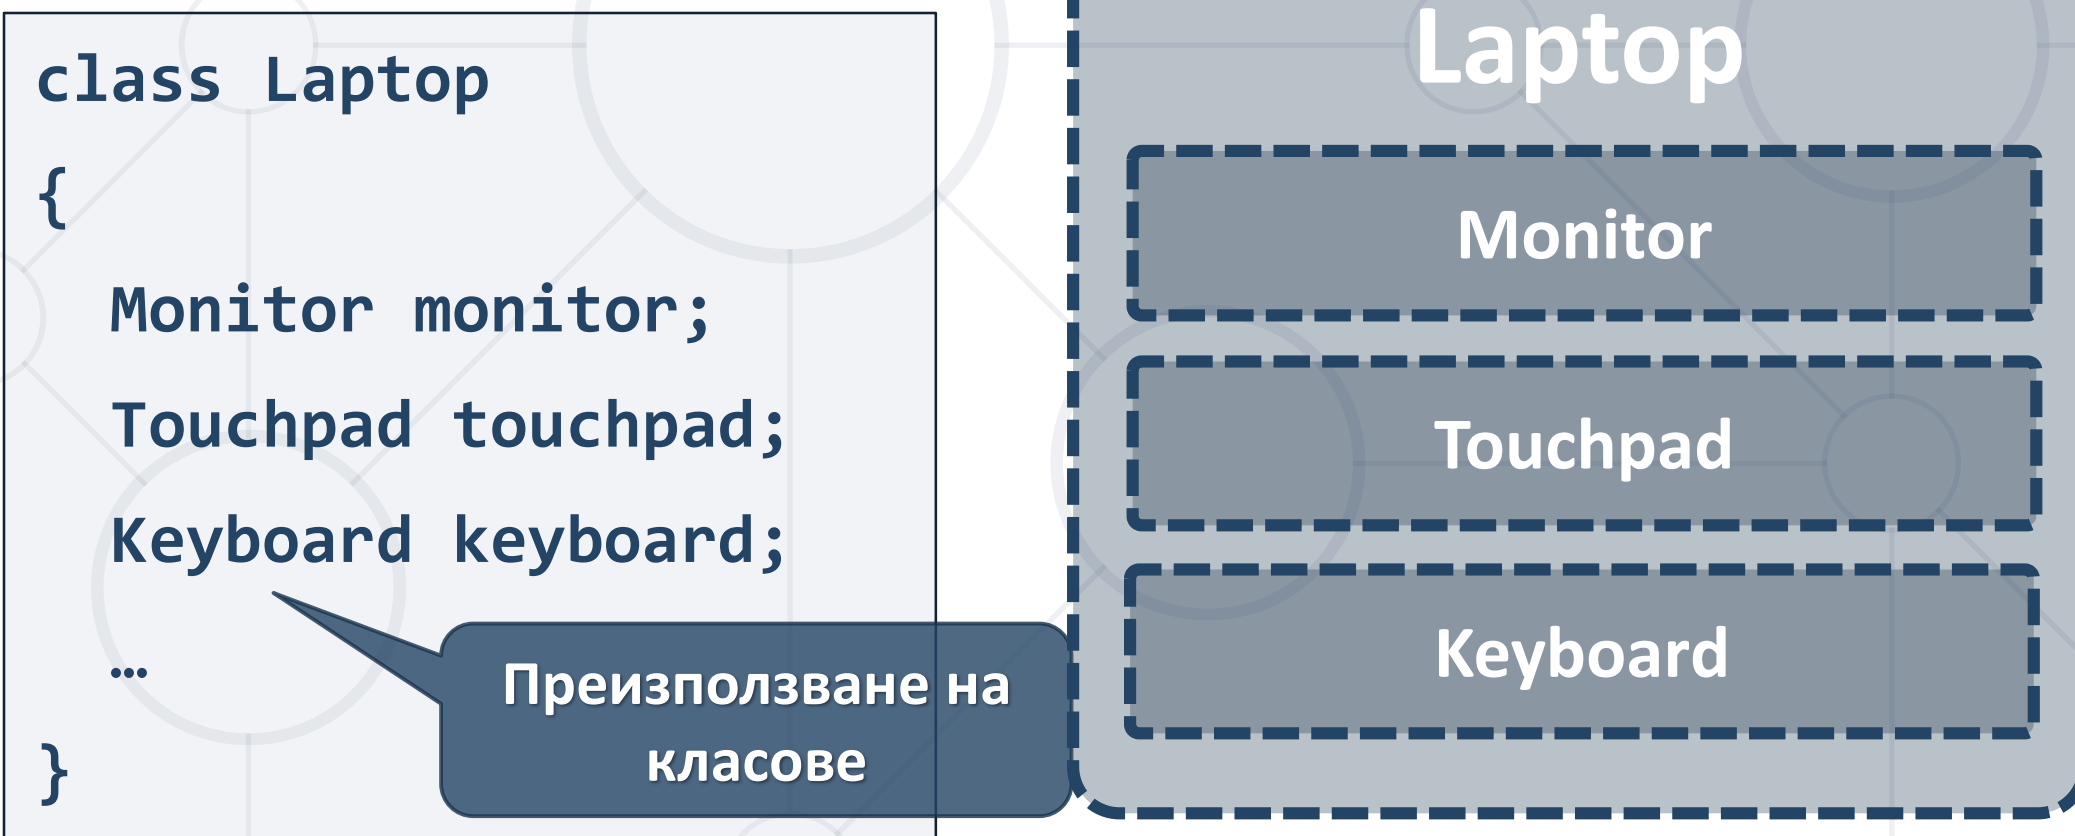 class Laptop
{
Monitor monitor;
Touchpad touchpad;
Keyboard keyboard;
…
}
Преизползване на
класове
Laptop
Monitor
Touchpad
Keyboard